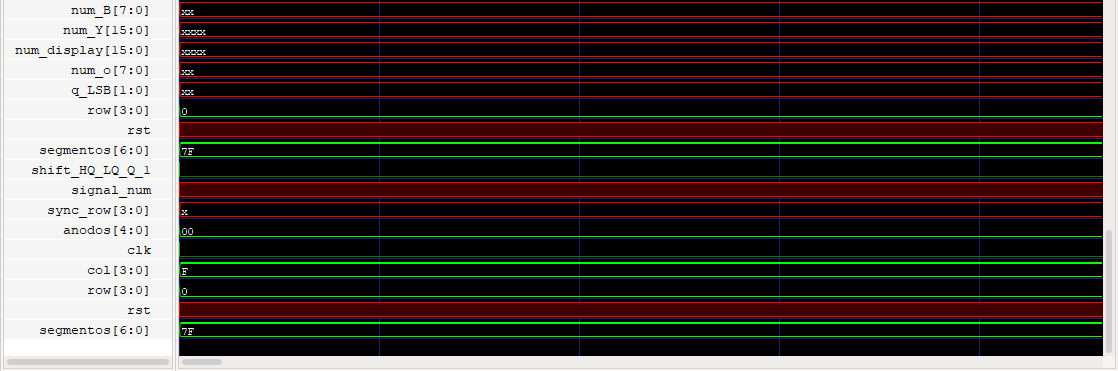 num_B[7:0] xx
num_Y[15:0] xxxx
num_display[15:0] xxxx
num_o[7:0] xx
q_LSB[1:0] xx
row[3:0] 0
rst
segmentos[6:0] 7F
shift_HQ_LQ_Q_1
signal_num
sync_row[3:0] x
anodos[4:0] 00
clk
col[3:0] F
row[3:0] 0
rst
segmentos[6:0] 7F